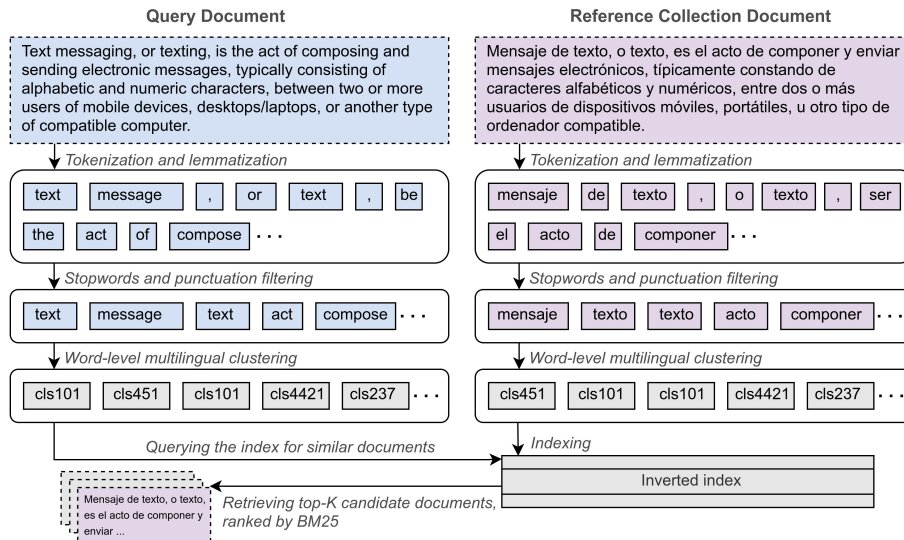 Query Document
Text messaging, or texting, is the act of composing and
sending electronic messages, typically consisting of
alphabetic and numeric characters, between two or more
users of mobile devices, desktops/laptops, or another type
of compatible computer.
Tokenization and lemmatization
text message , or text , be
the act of compose ...
Stopwords and punctuation filtering
text message text act compose ...
Word-level multilingual clustering
cls101 cls451 cls101 cls4421 cls237 ...
Reference Collection Document
Mensaje de texto, o texto, es el acto de componer y enviar
mensajes electrónicos, típicamente constando de
caracteres alfabéticos y numéricos, entre dos o más
usuarios de dispositivos móviles, portátiles, u otro tipo de
ordenador compatible.
Tokenization and lemmatization
mensaje de texto , o texto , ser
el acto de componer ...
Stopwords and punctuation filtering
mensaje texto texto acto componer ...
Word-level multilingual clustering
cls451 cls101 cls101 cls4421 cls237 ...
Querying the index for similar documents
Indexing
Inverted index
Retrieving top-K candidate documents,
ranked by BM25
Mensaje de texto, o texto,
es el acto de componer y
enviar ...